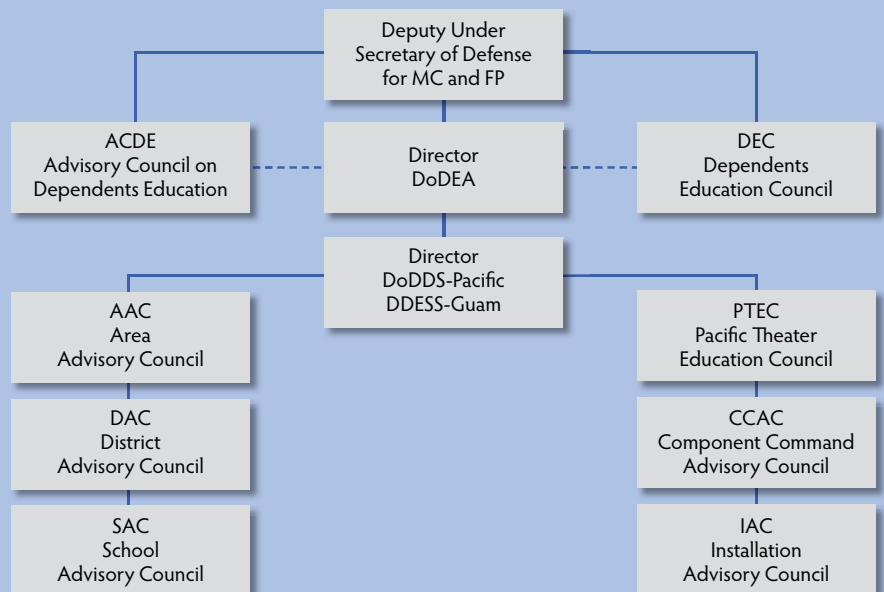 Deputy Under
Secretary of Defense
for MC and FP
ACDE
Advisory Council on
Dependents Education
Director
DoDEA
DEC
Dependents
Education Council
Director
DoDDS-Pacific
DDESS-Guam
AAC
Area
Advisory Council
PTEC
Pacific Theater
Education Council
DAC
District
Advisory Council
CCAC
Component Command
Advisory Council
SAC
School
Advisory Council
IAC
Installation
Advisory Council